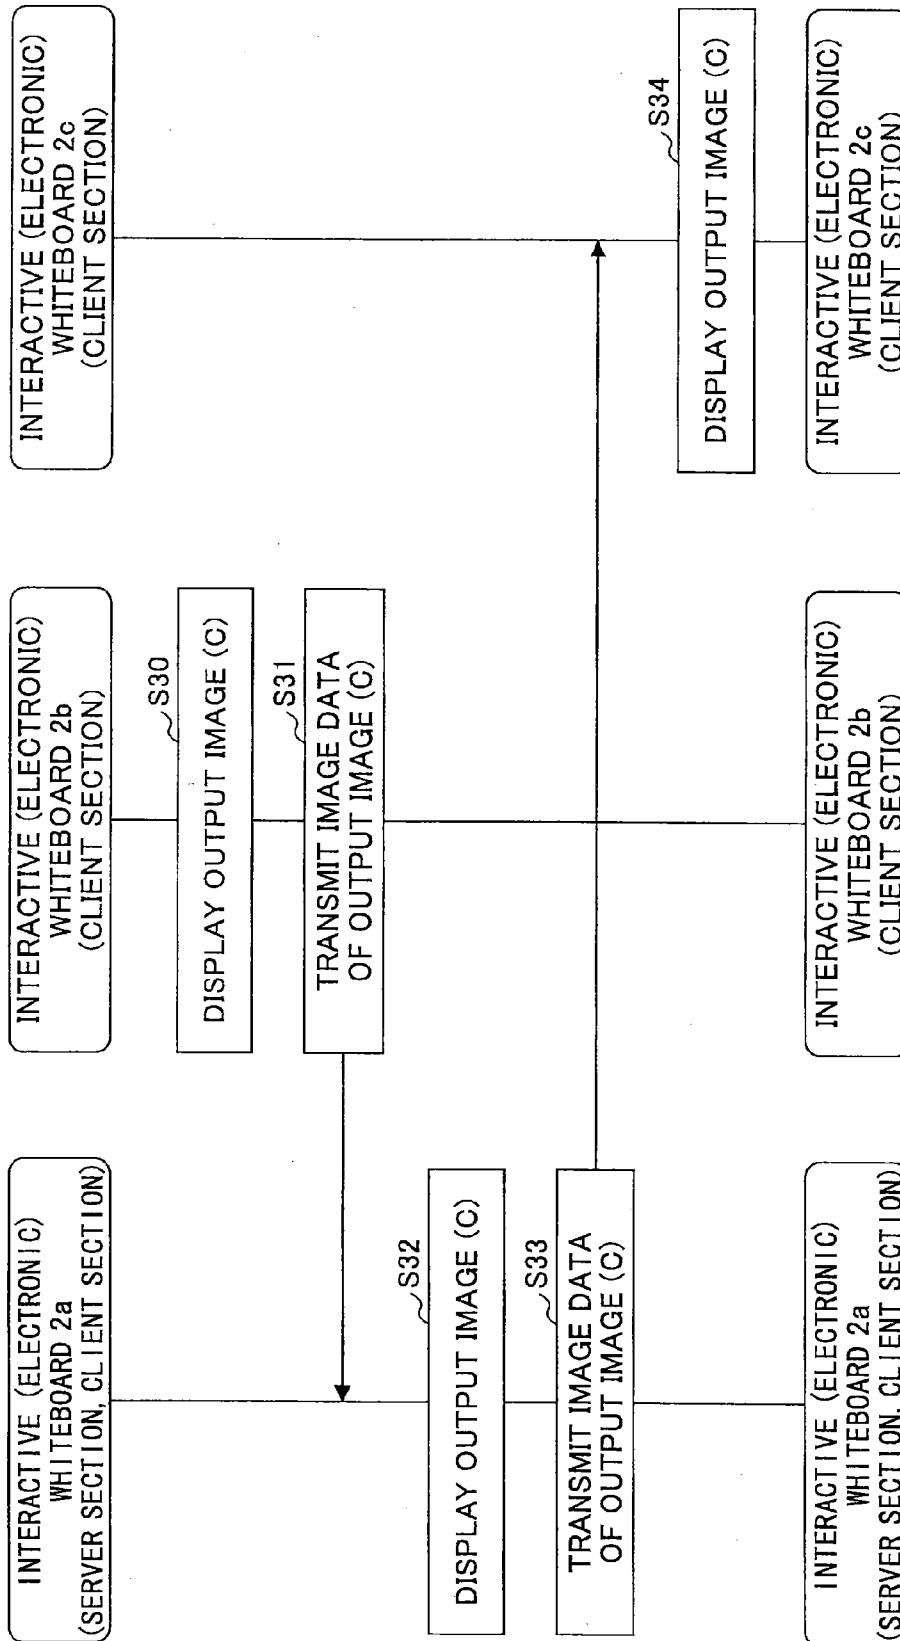 INTERACTIVE (ELECTRONIC)
WHITEBOARD 2a
(SERVER SECTION, CLIENT SECTION)
INTERACTIVE (ELECTRONIC)
WHITEBOARD 2b
(CLIENT SECTION)
INTERACTIVE (ELECTRONIC)
WHITEBOARD 2c
(CLIENT SECTION)
S30
DISPLAY OUTPUT IMAGE (C)
S31
TRANSMIT IMAGE DATA
OF OUTPUT IMAGE (C)
S32
DISPLAY OUTPUT IMAGE (C)
S33
TRANSMIT IMAGE DATA
OF OUTPUT IMAGE (C)
S34
DISPLAY OUTPUT IMAGE (C)
INTERACTIVE (ELECTRONIC)
WHITEBOARD 2a
(SERVER SECTION, CLIENT SECTION)
INTERACTIVE (ELECTRONIC)
WHITEBOARD 2b
(CLIENT SECTION)
INTERACTIVE (ELECTRONIC)
WHITEBOARD 2c
(CLIENT SECTION)